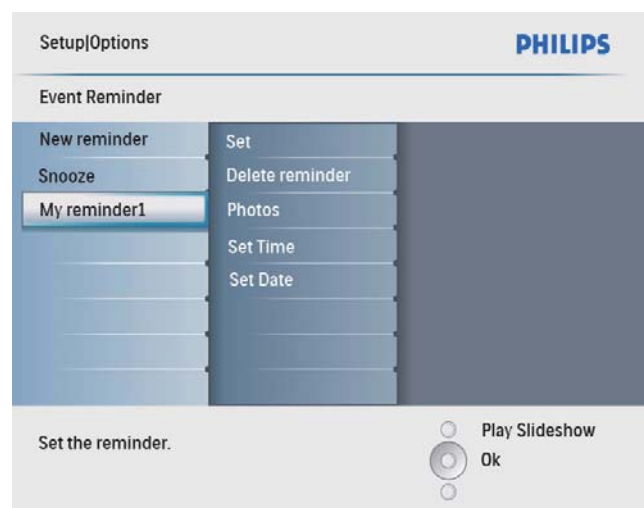 Setup|Options
PHILIPS
Event Reminder
New reminder
Snooze
My reminder1
Set
Delete reminder
Photos
Set Time
Set Date
Set the reminder.
Play Slideshow
Ok